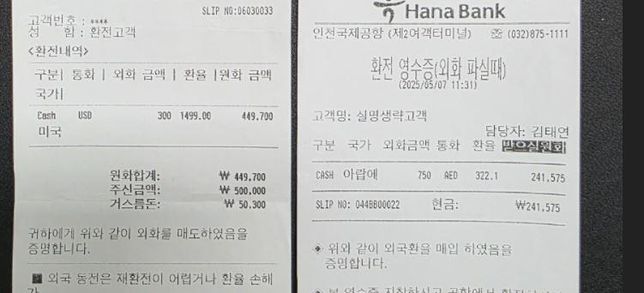 SLIP NO:06030033
고객번호 : ****
성 함 : 환전고객
<환전내역>
구분| 통화 | 외화 금액 | 환율 |원화 금액
국가|
Cash USD 300 1499.00 449.700
미국
원화합계: ₩ 449.700
주신금액: ₩ 500.000
거스름돈: ₩ 50.300
귀하에게 위와 같이 외화를 매도하였음을
증명합니다.
■ 외국 동전은 재환전이 어렵거나 환율 손해
가
Hana Bank
인천국제공항 (제2여객터미널) ☏ (032)875-1111
환전 영수증(외화 파실때)
(2025/05/07 11:31)
고객명: 실명생략고객
담당자: 김태연
구분 국가 외화금액 통화 환율 받으실원화
CASH 아랍에 750 AED 322.1 241,575
SLIP NO: 044BB00022 현금: ₩241,575
◈ 위와 같이 외국환을 매입 하였음을
증명합니다.